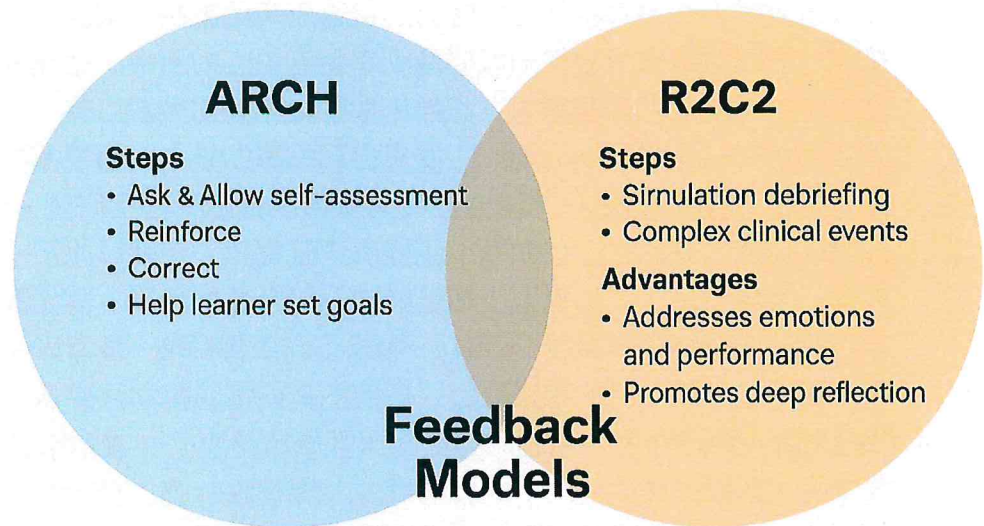 ARCH
Steps
• Ask & Allow self-assessment
• Reinforce
• Correct
• Help learner set goals
R2C2
Steps
• Sirnulation debriefing
• Complex clinical events
Advantages
• Addresses emotions
and performance
• Promotes deep reflection
Feedback
Models